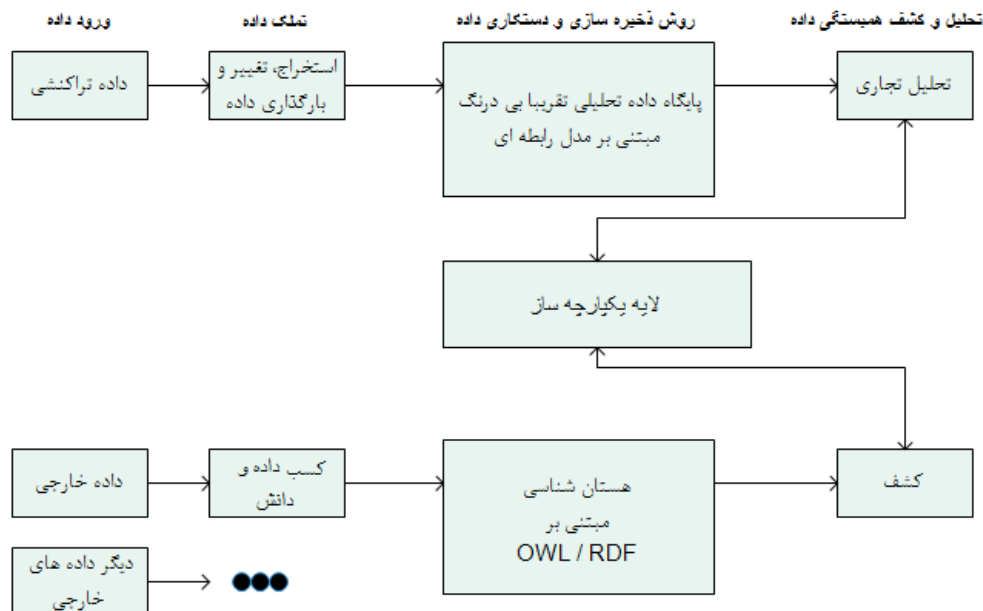 تحلیل و کشف همبستگی داده
روش ذخیره سازی و دستکاری داده
تملک داده
ورود داده
داده تراکنشی
استخراج، تغییر و
بارگذاری داده
پایگاه داده تحلیلی تقریبا بی درنگ
مبتنی بر مدل رابطه ای
تحلیل تجاری
لایه یکپارچه ساز
داده خارجی
کسب داده و
دانش
هستان شناسی
مبتنی بر
OWL / RDF
کشف
دیگر داده های
خارجی